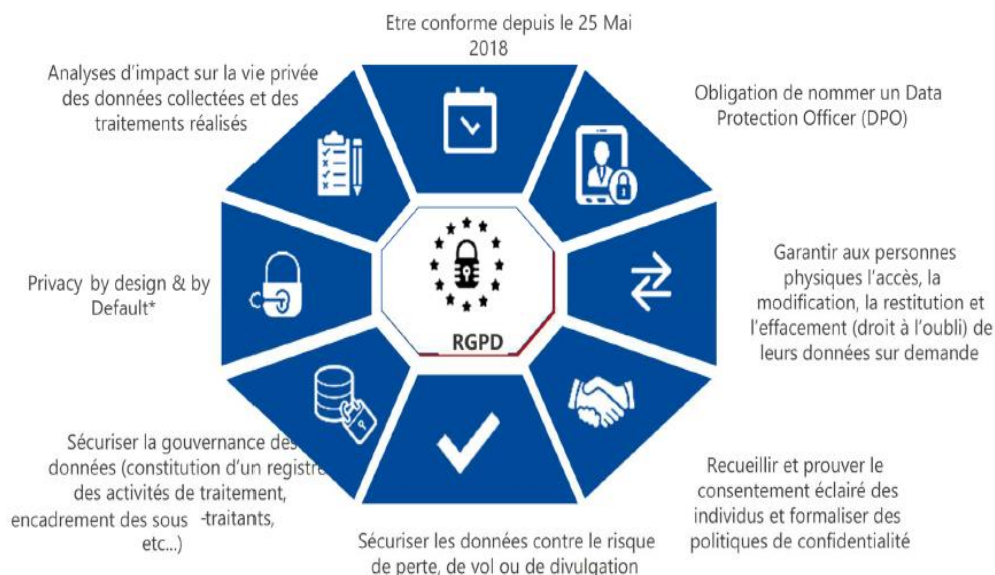 Etre conforme depuis le 25 Mai
2018
Analyses d'impact sur la vie privée
des données collectées et des
traitements réalisés
Obligation de nommer un Data
Protection Officer (DPO)
Privacy by design & by
Default*
RGPD
Garantir aux personnes
physiques l'accès, la
modification, la restitution et
l'effacement (droit à l'oubli) de
leurs données sur demande
Sécuriser la gouvernance des
données (constitution d'un registre
des activités de traitement,
encadrement des sous -traitants,
etc...)
Sécuriser les données contre le risque
de perte, de vol ou de divulgation
Recueillir et prouver le
consentement éclairé des
individus et formaliser des
politiques de confidentialité